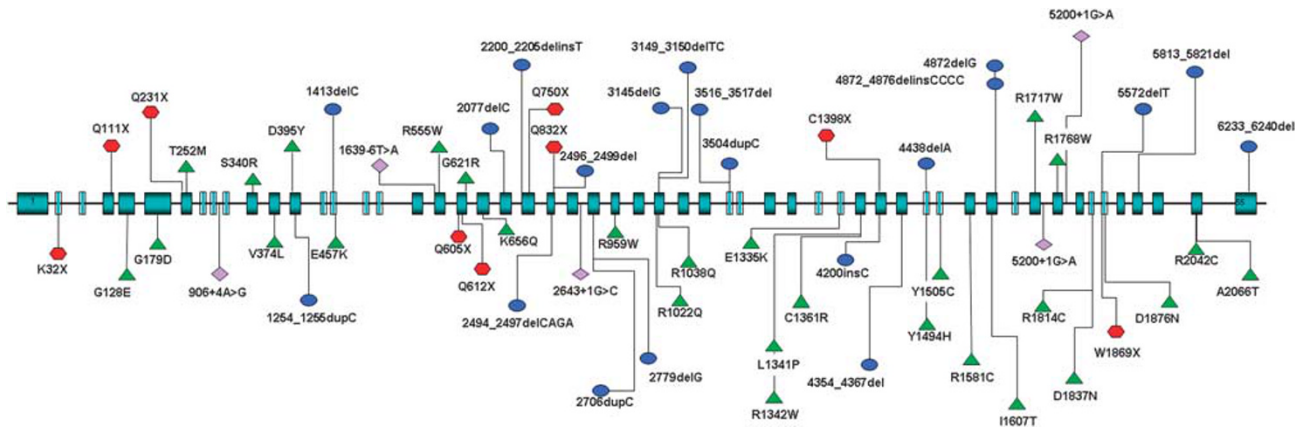 5200+1G>A
2200_2205delinsT
3149_3150delTC
4872delG
5813_5821del
4872_4876delinsCCCC
1413delC
Q231X
2077delC
Q750X
3145delG
3516_3517del
5572delT
R1717W
Q111X
D395Y
R555W
Q832X
C1398X
R1768W
6233_6240del
T252M
S340R
1639-6T>A
G621R
2496_2499del
3504dupC
4438delA
1
56
K32X
G128E
G179D
906+4A>G
V374L
E457K
1254_1255dupC
Q605X
Q612X
K656Q
2494_2497delCAGA
2643+1G>C
R959W
2706dupC
2779delG
R1038Q
R1022Q
E1335K
L1341P
R1342W
C1361R
4200insC
4354_4367del
Y1505C
Y1494H
R1581C
I1607T
5200+1G>A
R1814C
D1837N
W1869X
D1876N
R2042C
A2066T